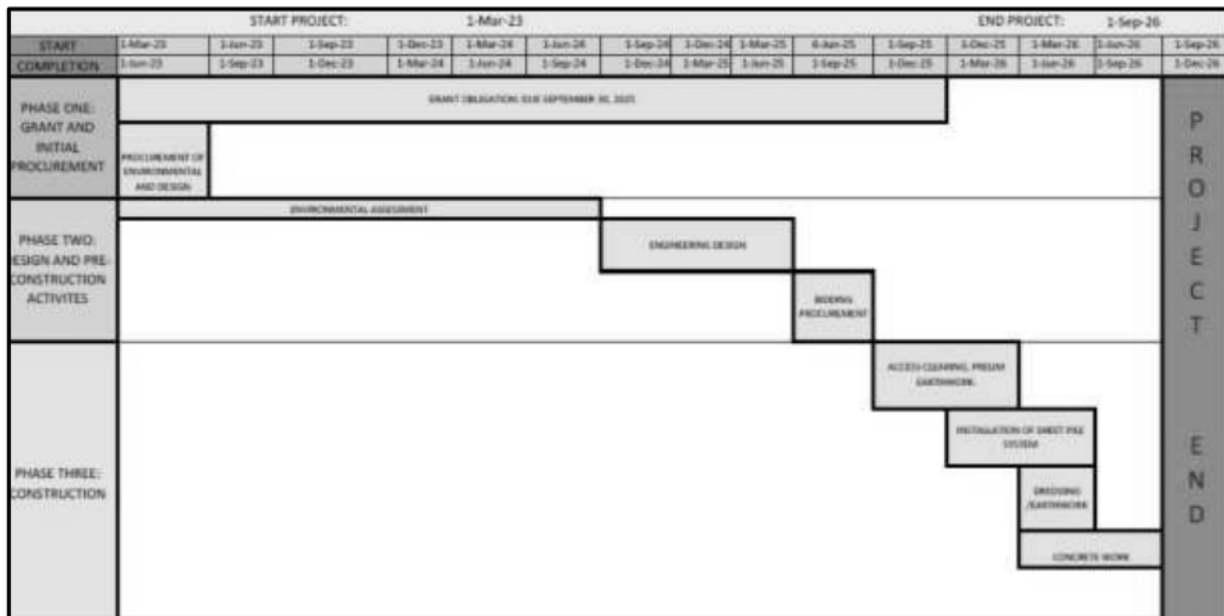 START PROJECT: 1-Mar-23 END PROJECT: 1-Sep-26
START 1-Mar-23 1-Jun-23 1-Sep-23 1-Dec-23 1-Mar-24 1-Jun-24 1-Sep-24 1-Dec-24 1-Mar-25 6-Jun-25 1-Sep-25 1-Dec-25 1-Mar-26 1-Jun-26 1-Sep-26
COMPLETION 1-Jun-23 1-Sep-23 1-Dec-23 1-Mar-24 1-Jun-24 1-Sep-24 1-Dec-24 1-Mar-25 1-Jun-25 1-Sep-25 1-Dec-25 1-Mar-26 1-Jun-26 1-Sep-26 1-Dec-26
PHASE ONE:
GRANT AND
INITIAL
PROCUREMENT
GRANT OBLIGATION: DUE SEPTEMBER 30, 2025
PROCUREMENT OF
ENVIRONMENTAL
AND DESIGN
PHASE TWO:
DESIGN AND PRE-
CONSTRUCTION
ACTIVITES
ENVIRONMENTAL ASSESSMENT
ENGINEERING DESIGN
BIDDING
PROCUREMENT
PHASE THREE:
CONSTRUCTION
ACCESS CLEARING, PRELIM
EARTHWORK
INSTALLATION OF SHEET PILE
SYSTEM
DREDGING
/EARTHWORK
CONCRETE WORK
PROJECT
END